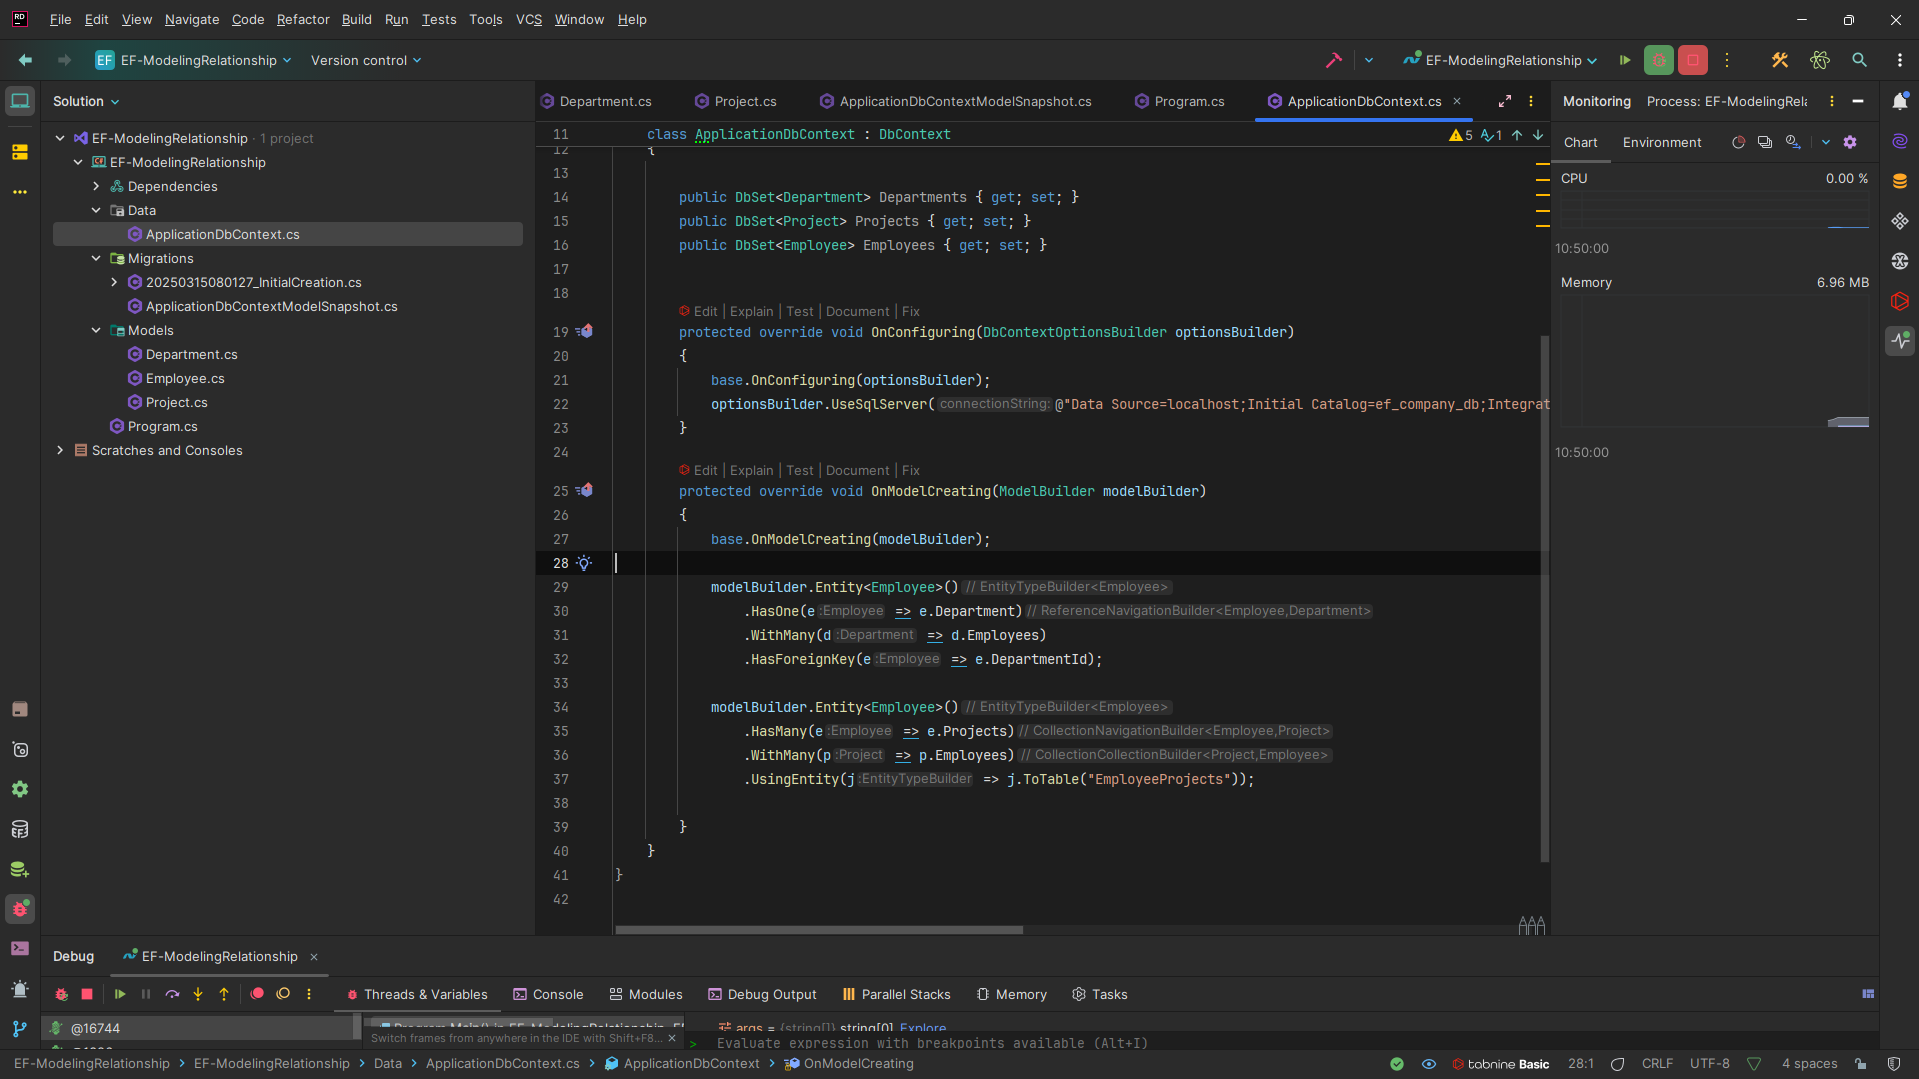 File Edit View Navigate Code Refactor Build Run Tests Tools VCS Window Help
EF EF-ModelingRelationship Version control EF-ModelingRelationship
Solution
EF-ModelingRelationship · 1 project
EF-ModelingRelationship
Dependencies
Data
ApplicationDbContext.cs
Migrations
20250315080127_InitialCreation.cs
ApplicationDbContextModelSnapshot.cs
Models
Department.cs
Employee.cs
Project.cs
Program.cs
Scratches and Consoles
Department.cs Project.cs ApplicationDbContextModelSnapshot.cs Program.cs ApplicationDbContext.cs
11 class ApplicationDbContext : DbContext 5 1
12 {
13
14 public DbSet<Department> Departments { get; set; }
15 public DbSet<Project> Projects { get; set; }
16 public DbSet<Employee> Employees { get; set; }
17
18
Edit | Explain | Test | Document | Fix
19 protected override void OnConfiguring(DbContextOptionsBuilder optionsBuilder)
20 {
21 base.OnConfiguring(optionsBuilder);
22 optionsBuilder.UseSqlServer( connectionString: @"Data Source=localhost;Initial Catalog=ef_company_db;Integrat
23 }
24
Edit | Explain | Test | Document | Fix
25 protected override void OnModelCreating(ModelBuilder modelBuilder)
26 {
27 base.OnModelCreating(modelBuilder);
28
29 modelBuilder.Entity<Employee>() // EntityTypeBuilder<Employee>
30 .HasOne(e :Employee => e.Department) // ReferenceNavigationBuilder<Employee,Department>
31 .WithMany(d :Department => d.Employees)
32 .HasForeignKey(e :Employee => e.DepartmentId);
33
34 modelBuilder.Entity<Employee>() // EntityTypeBuilder<Employee>
35 .HasMany(e :Employee => e.Projects) // CollectionNavigationBuilder<Employee,Project>
36 .WithMany(p :Project => p.Employees) // CollectionCollectionBuilder<Project,Employee>
37 .UsingEntity(j :EntityTypeBuilder => j.ToTable("EmployeeProjects"));
38
39 }
40 }
41 }
42
Monitoring Process: EF-ModelingRela
Chart Environment
CPU 0.00 %
10:50:00
Memory 6.96 MB
10:50:00
Debug EF-ModelingRelationship
Threads & Variables Console Modules Debug Output Parallel Stacks Memory Tasks
@16744
Program.Main() in EF-ModelingRelationship,
args = {string[]} string[0] Explore
Switch frames from anywhere in the IDE with Shift+F8...
> Evaluate expression with breakpoints available (Alt+I)
EF-ModelingRelationship > EF-ModelingRelationship > Data > ApplicationDbContext.cs > ApplicationDbContext > OnModelCreating
tabnine Basic 28:1 CRLF UTF-8 4 spaces